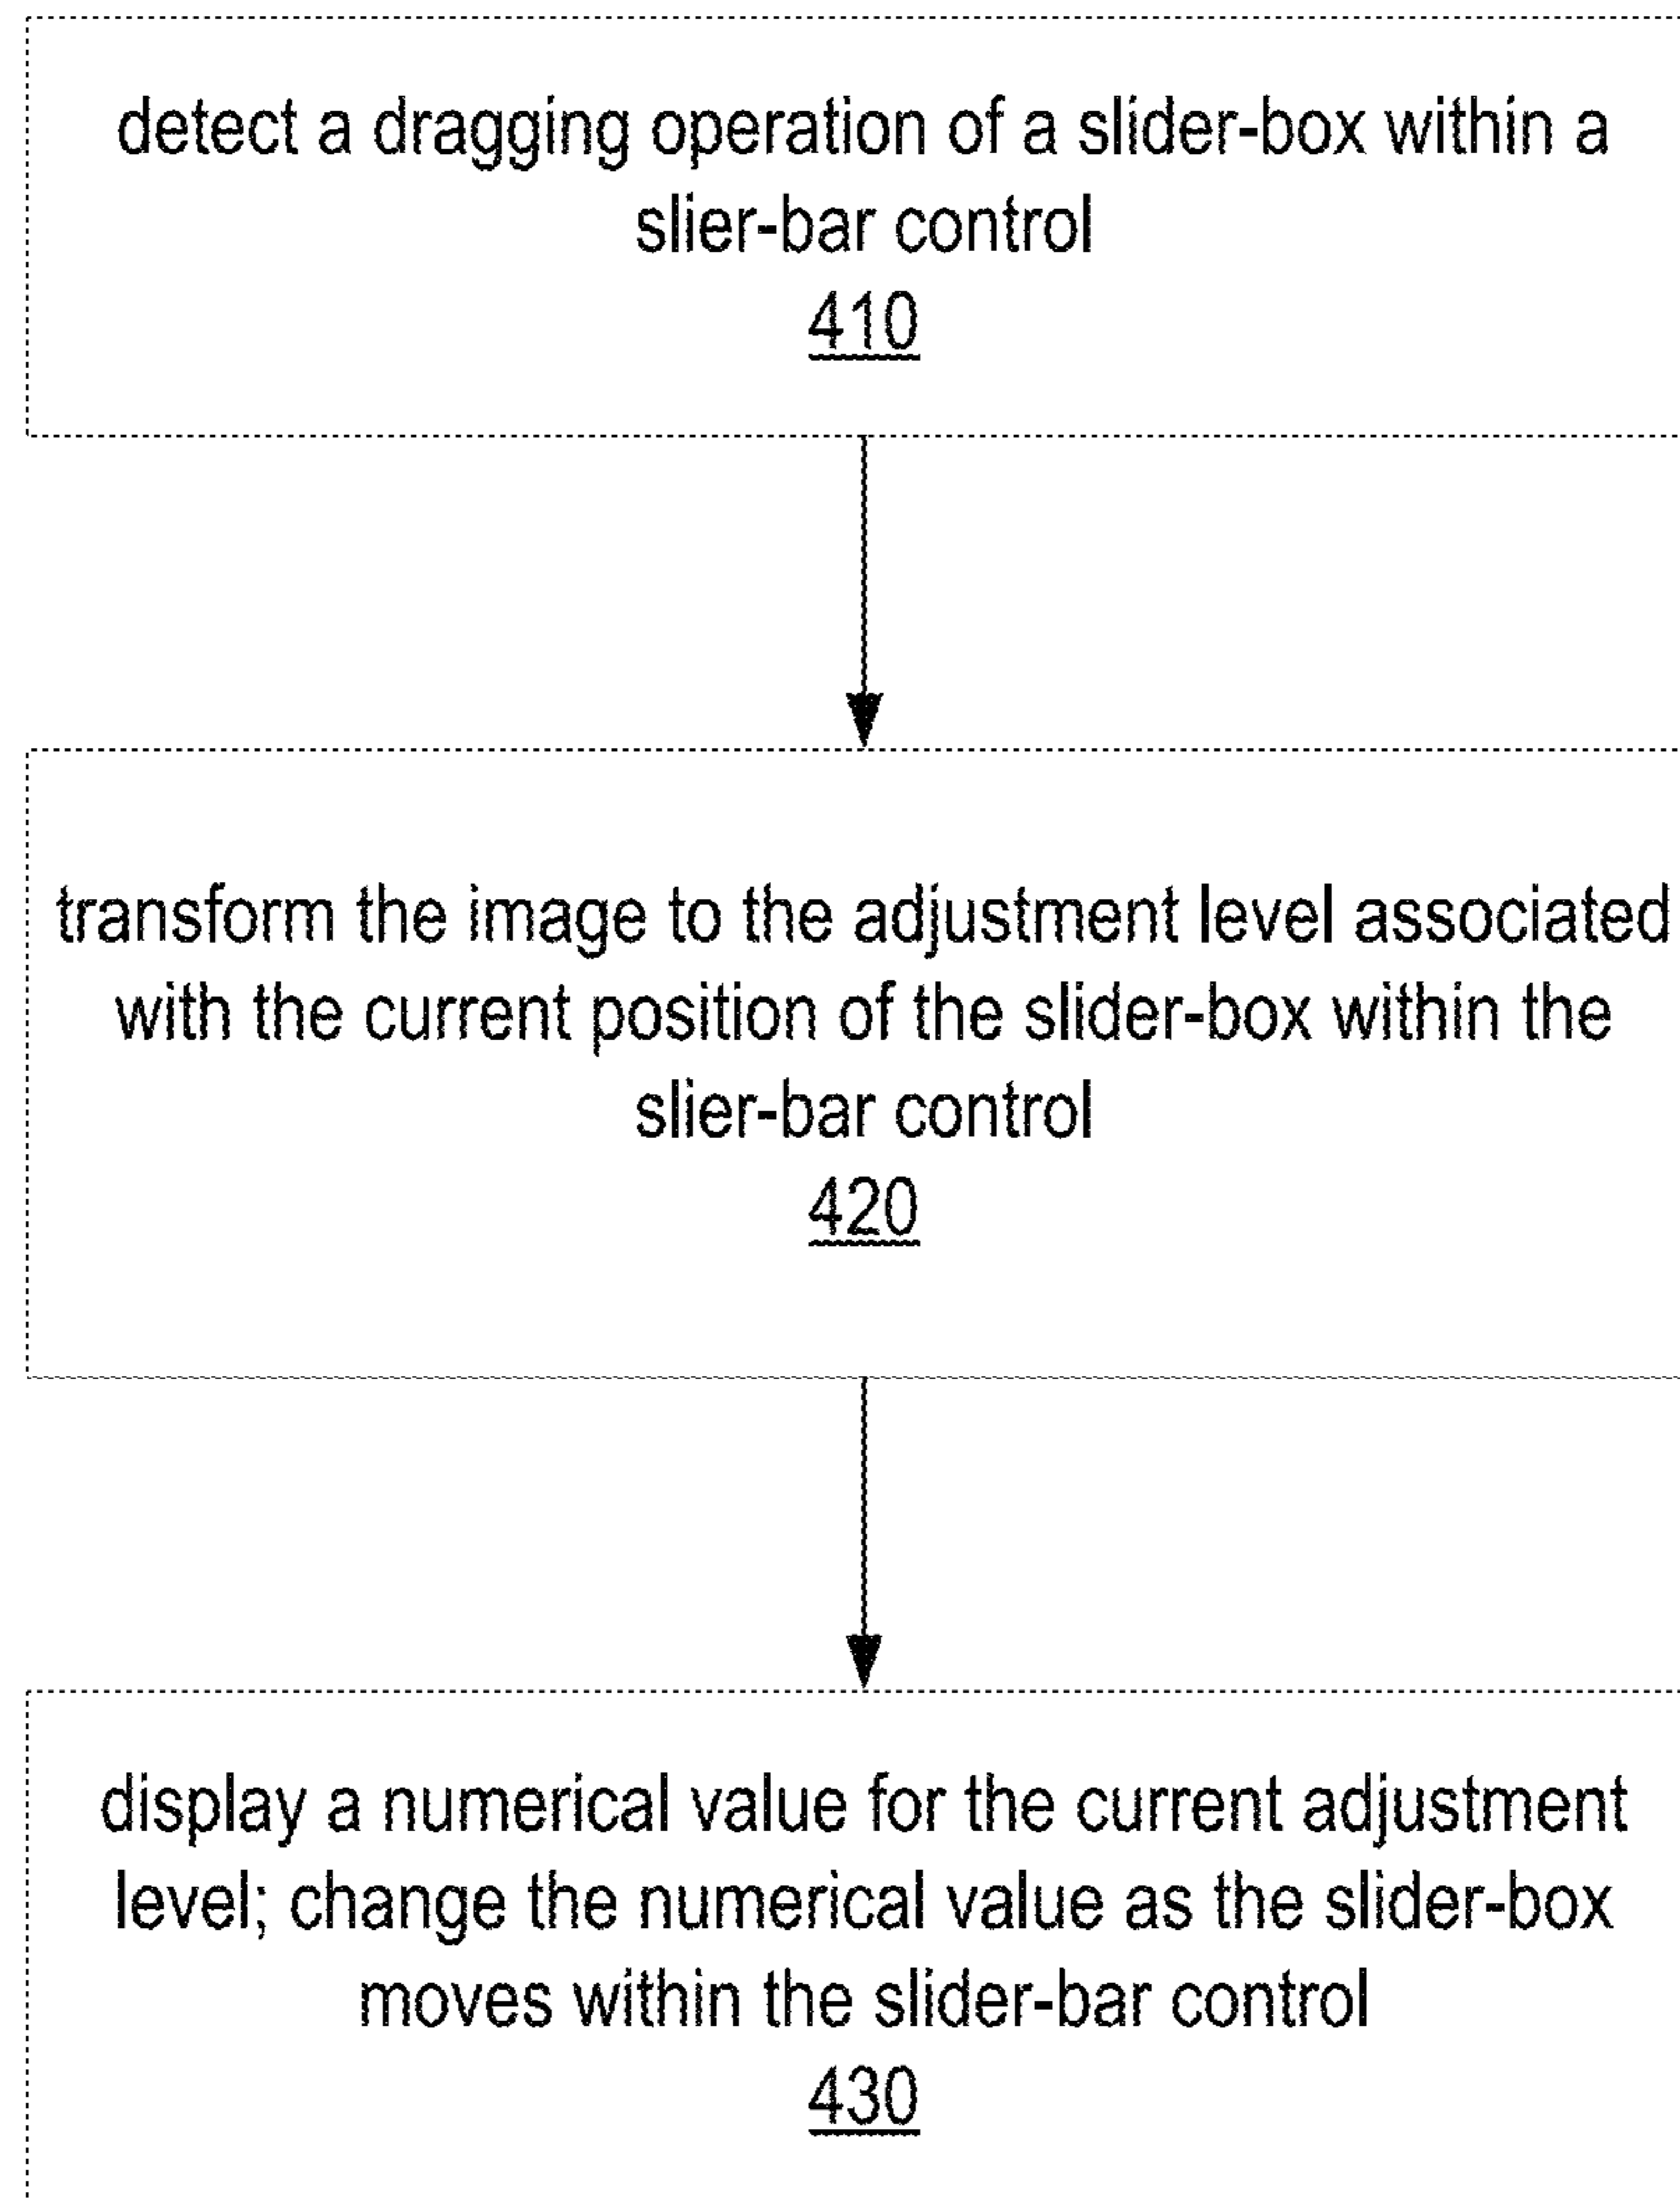 detect a dragging operation of a slider-box within a
slier-bar control
410
transform the image to the adjustment level associated
with the current position of the slider-box within the
slier-bar control
420
display a numerical value for the current adjustment
level; change the numerical value as the slider-box
moves within the slider-bar control
430